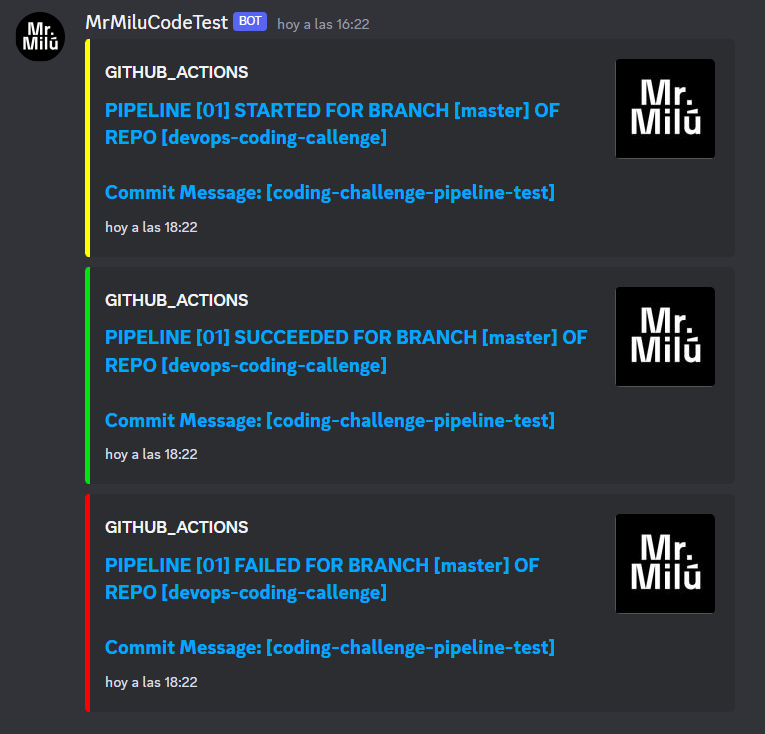 Mr.
Milú
MrMiluCodeTest BOT hoy a las 16:22
GITHUB_ACTIONS
PIPELINE [01] STARTED FOR BRANCH [master] OF
REPO [devops-coding-callenge]
Commit Message: [coding-challenge-pipeline-test]
hoy a las 18:22
Mr.
Milú
GITHUB_ACTIONS
PIPELINE [01] SUCCEEDED FOR BRANCH [master] OF
REPO [devops-coding-callenge]
Commit Message: [coding-challenge-pipeline-test]
hoy a las 18:22
Mr.
Milú
GITHUB_ACTIONS
PIPELINE [01] FAILED FOR BRANCH [master] OF
REPO [devops-coding-callenge]
Commit Message: [coding-challenge-pipeline-test]
hoy a las 18:22
Mr.
Milú